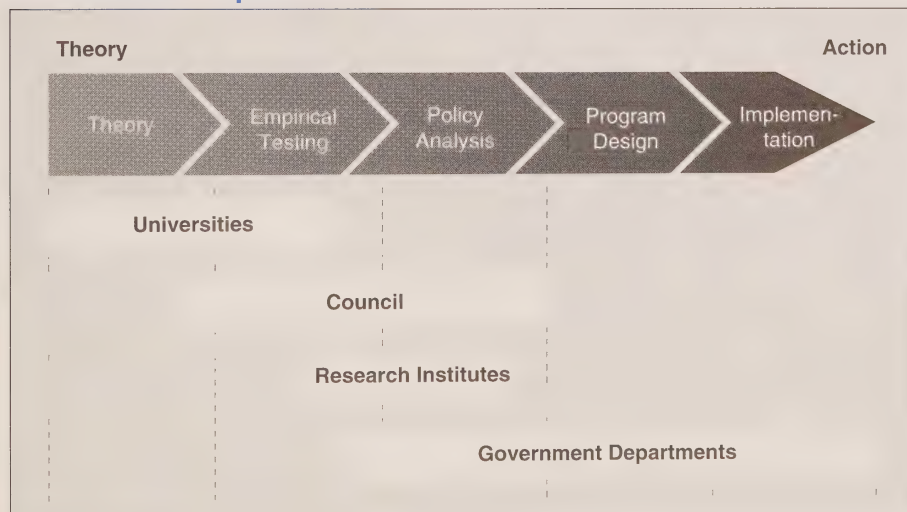 Theory
Action
Theory
Empirical
Testing
Policy
Analysis
Program
Design
Implemen-
tation
Universities
Council
Research Institutes
Government Departments